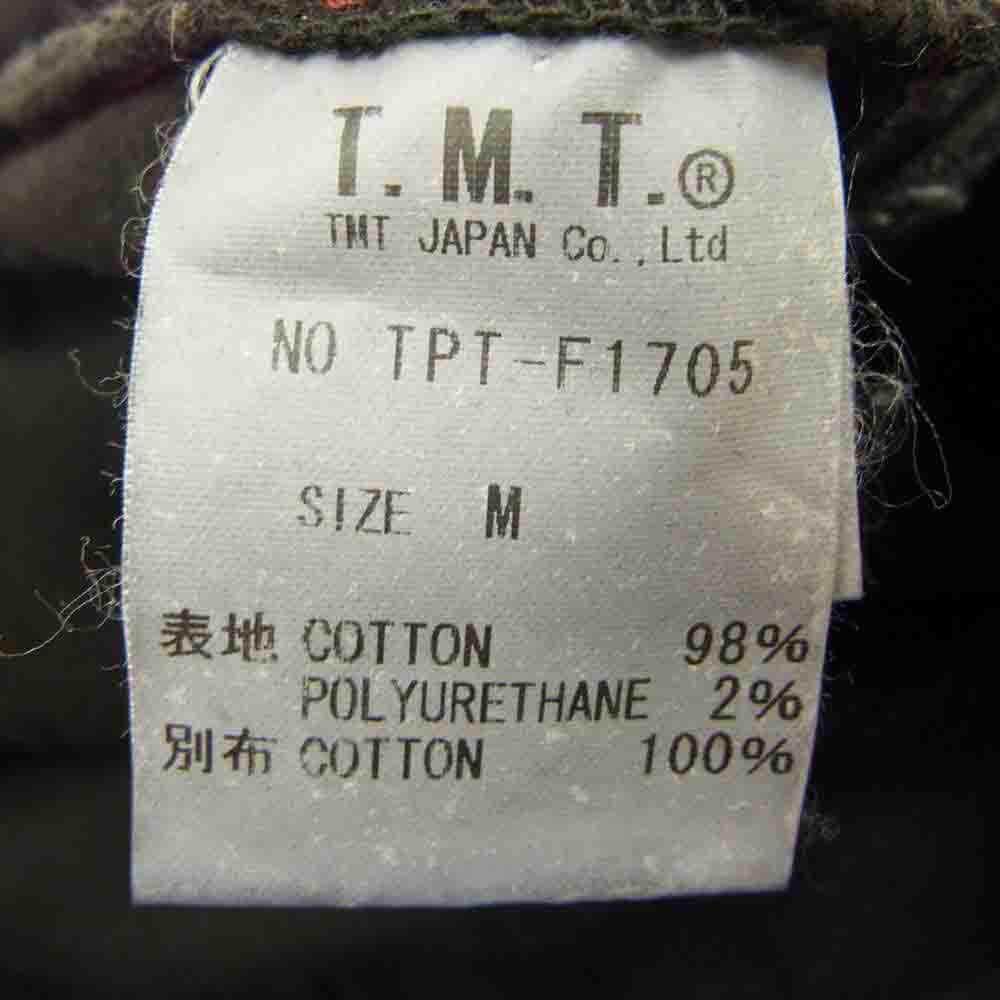 T.M.T.®
TMT JAPAN Co.,Ltd
NO TPT-F1705
SIZE M
表地 COTTON 98%
POLYURETHANE 2%
別布 COTTON 100%